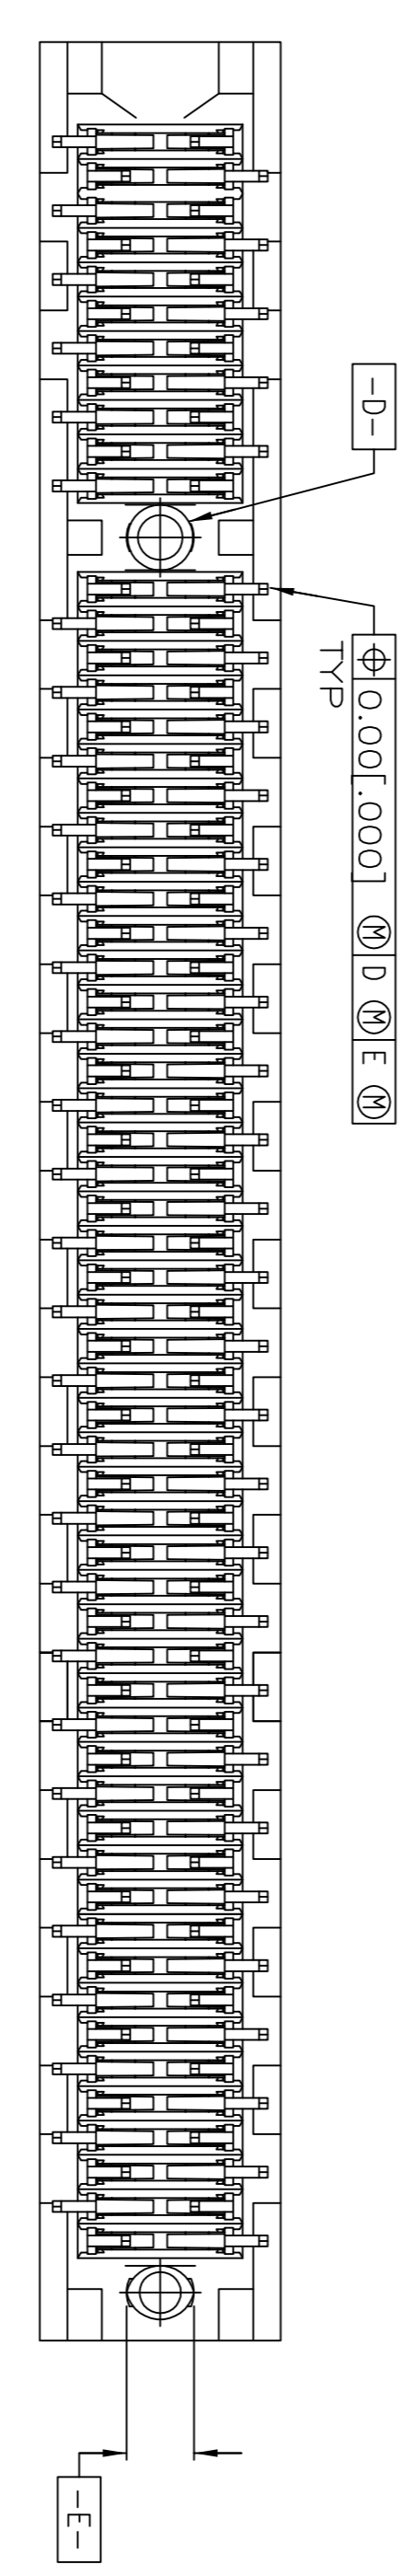 -D-
⌖ 0.00[.000] Ⓜ D Ⓜ E Ⓜ
TYP
-E-